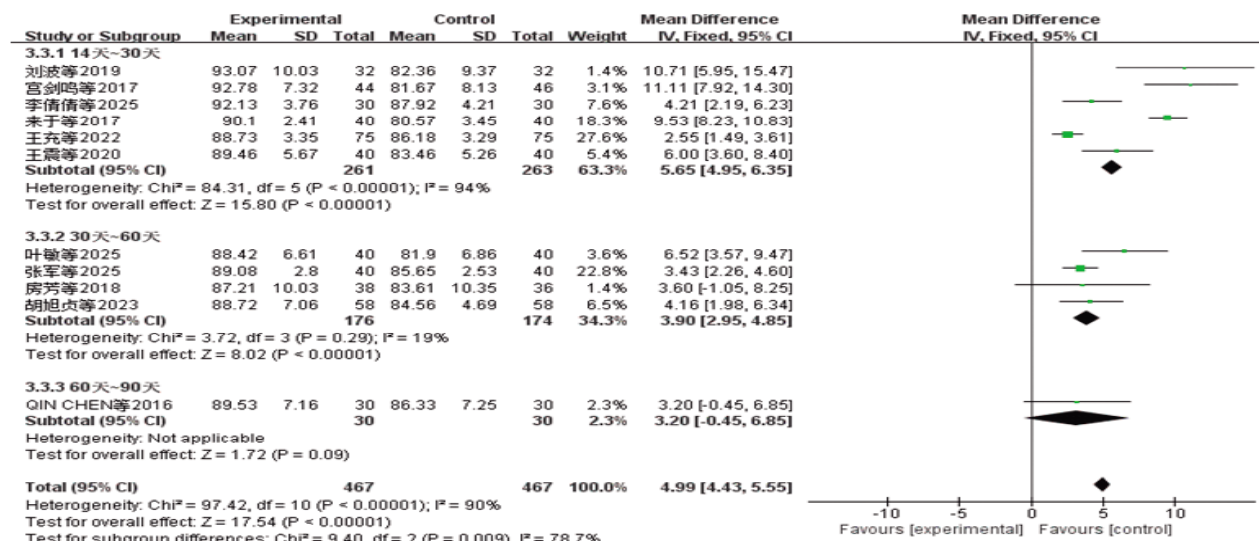 Experimental Control Mean Difference Mean Difference
Study or Subgroup Mean SD Total Mean SD Total Weight IV, Fixed, 95% CI IV, Fixed, 95% CI
3.3.1 14天~30天
刘波等2019 93.07 10.03 32 82.36 9.37 32 1.4% 10.71 [5.95, 15.47]
宫剑鸣等2017 92.78 7.32 44 81.67 8.13 46 3.1% 11.11 [7.92, 14.30]
李倩倩等2025 92.13 3.76 30 87.92 4.21 30 7.6% 4.21 [2.19, 6.23]
来于等2017 90.1 2.41 40 80.57 3.45 40 18.3% 9.53 [8.23, 10.83]
王充等2022 88.73 3.35 75 86.18 3.29 75 27.6% 2.55 [1.49, 3.61]
王震等2020 89.46 5.67 40 83.46 5.26 40 5.4% 6.00 [3.60, 8.40]
Subtotal (95% CI) 261 263 63.3% 5.65 [4.95, 6.35]
Heterogeneity: Chi² = 84.31, df = 5 (P < 0.00001); I² = 94%
Test for overall effect: Z = 15.80 (P < 0.00001)
3.3.2 30天~60天
叶敏等2025 88.42 6.61 40 81.9 6.86 40 3.6% 6.52 [3.57, 9.47]
张军等2025 89.08 2.8 40 85.65 2.53 40 22.8% 3.43 [2.26, 4.60]
房芳等2018 87.21 10.03 38 83.61 10.35 36 1.4% 3.60 [-1.05, 8.25]
胡旭贞等2023 88.72 7.06 58 84.56 4.69 58 6.5% 4.16 [1.98, 6.34]
Subtotal (95% CI) 176 174 34.3% 3.90 [2.95, 4.85]
Heterogeneity: Chi² = 3.72, df = 3 (P = 0.29); I² = 19%
Test for overall effect: Z = 8.02 (P < 0.00001)
3.3.3 60天~90天
QIN CHEN等2016 89.53 7.16 30 86.33 7.25 30 2.3% 3.20 [-0.45, 6.85]
Subtotal (95% CI) 30 30 2.3% 3.20 [-0.45, 6.85]
Heterogeneity: Not applicable
Test for overall effect: Z = 1.72 (P = 0.09)
Total (95% CI) 467 467 100.0% 4.99 [4.43, 5.55]
Heterogeneity: Chi² = 97.42, df = 10 (P < 0.00001); I² = 90%
Test for overall effect: Z = 17.54 (P < 0.00001)
Test for subgroup differences: Chi² = 9.40, df = 2 (P = 0.009), I² = 78.7%
-10 -5 0 5 10
Favours [experimental] Favours [control]